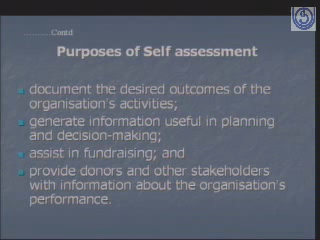 ...........Contd
Purposes of Self assessment
document the desired outcomes of the
organisation's activities;
generate information useful in planning
and decision-making;
assist in fundraising; and
provide donors and other stakeholders
with information about the organisation's
performance.